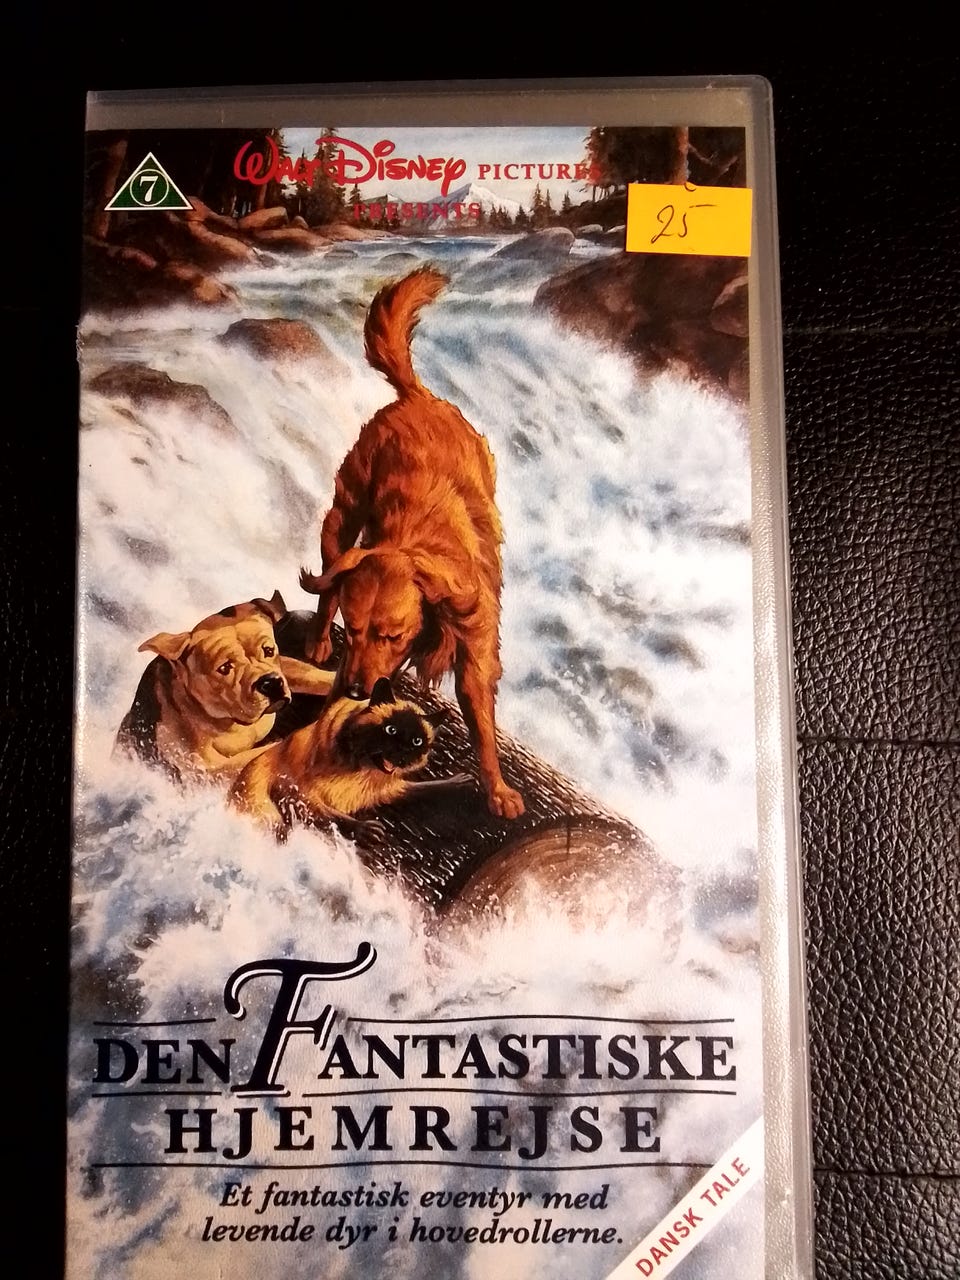 7
WALT DISNEY PICTURES
PRESENTS
25
DEN FANTASTISKE
HJEMREJSE
Et fantastisk eventyr med
levende dyr i hovedrollerne.
DANSK TALE